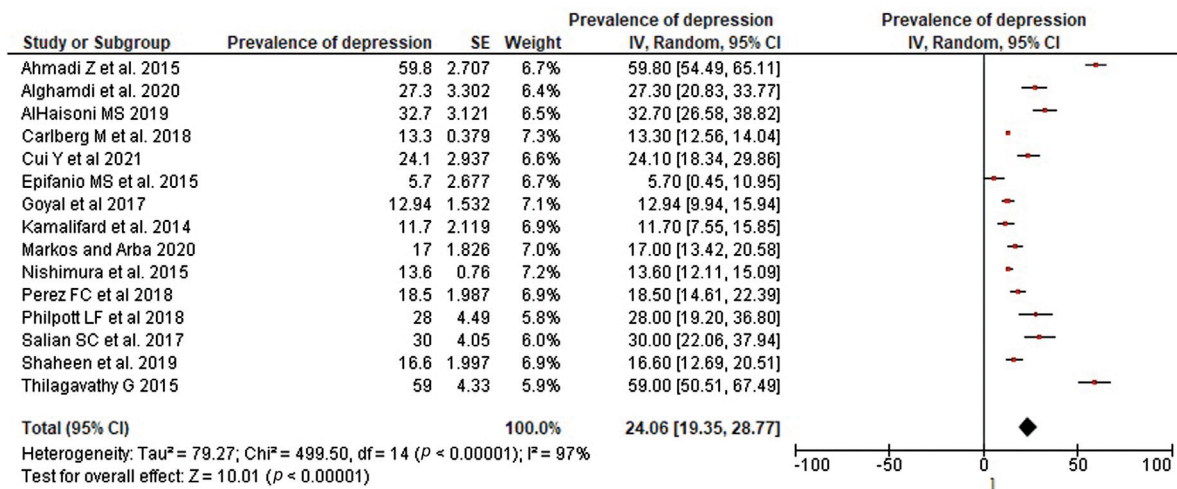 Prevalence of depression Prevalence of depression
Study or Subgroup Prevalence of depression SE Weight IV, Random, 95% CI IV, Random, 95% CI
Ahmadi Z et al. 2015 59.8 2.707 6.7% 59.80 [54.49, 65.11]
Alghamdi et al. 2020 27.3 3.302 6.4% 27.30 [20.83, 33.77]
AlHaisoni MS 2019 32.7 3.121 6.5% 32.70 [26.58, 38.82]
Carlberg M et al. 2018 13.3 0.379 7.3% 13.30 [12.56, 14.04]
Cui Y et al 2021 24.1 2.937 6.6% 24.10 [18.34, 29.86]
Epifanio MS et al. 2015 5.7 2.677 6.7% 5.70 [0.45, 10.95]
Goyal et al 2017 12.94 1.532 7.1% 12.94 [9.94, 15.94]
Kamalifard et al. 2014 11.7 2.119 6.9% 11.70 [7.55, 15.85]
Markos and Arba 2020 17 1.826 7.0% 17.00 [13.42, 20.58]
Nishimura et al. 2015 13.6 0.76 7.2% 13.60 [12.11, 15.09]
Perez FC et al 2018 18.5 1.987 6.9% 18.50 [14.61, 22.39]
Philpott LF et al 2018 28 4.49 5.8% 28.00 [19.20, 36.80]
Salian SC et al. 2017 30 4.05 6.0% 30.00 [22.06, 37.94]
Shaheen et al. 2019 16.6 1.997 6.9% 16.60 [12.69, 20.51]
Thilagavathy G 2015 59 4.33 5.9% 59.00 [50.51, 67.49]
Total (95% CI) 100.0% 24.06 [19.35, 28.77]
Heterogeneity: Tau² = 79.27; Chi² = 499.50, df = 14 (p < 0.00001); I² = 97%
Test for overall effect: Z = 10.01 (p < 0.00001)
-100 -50 0 50 100